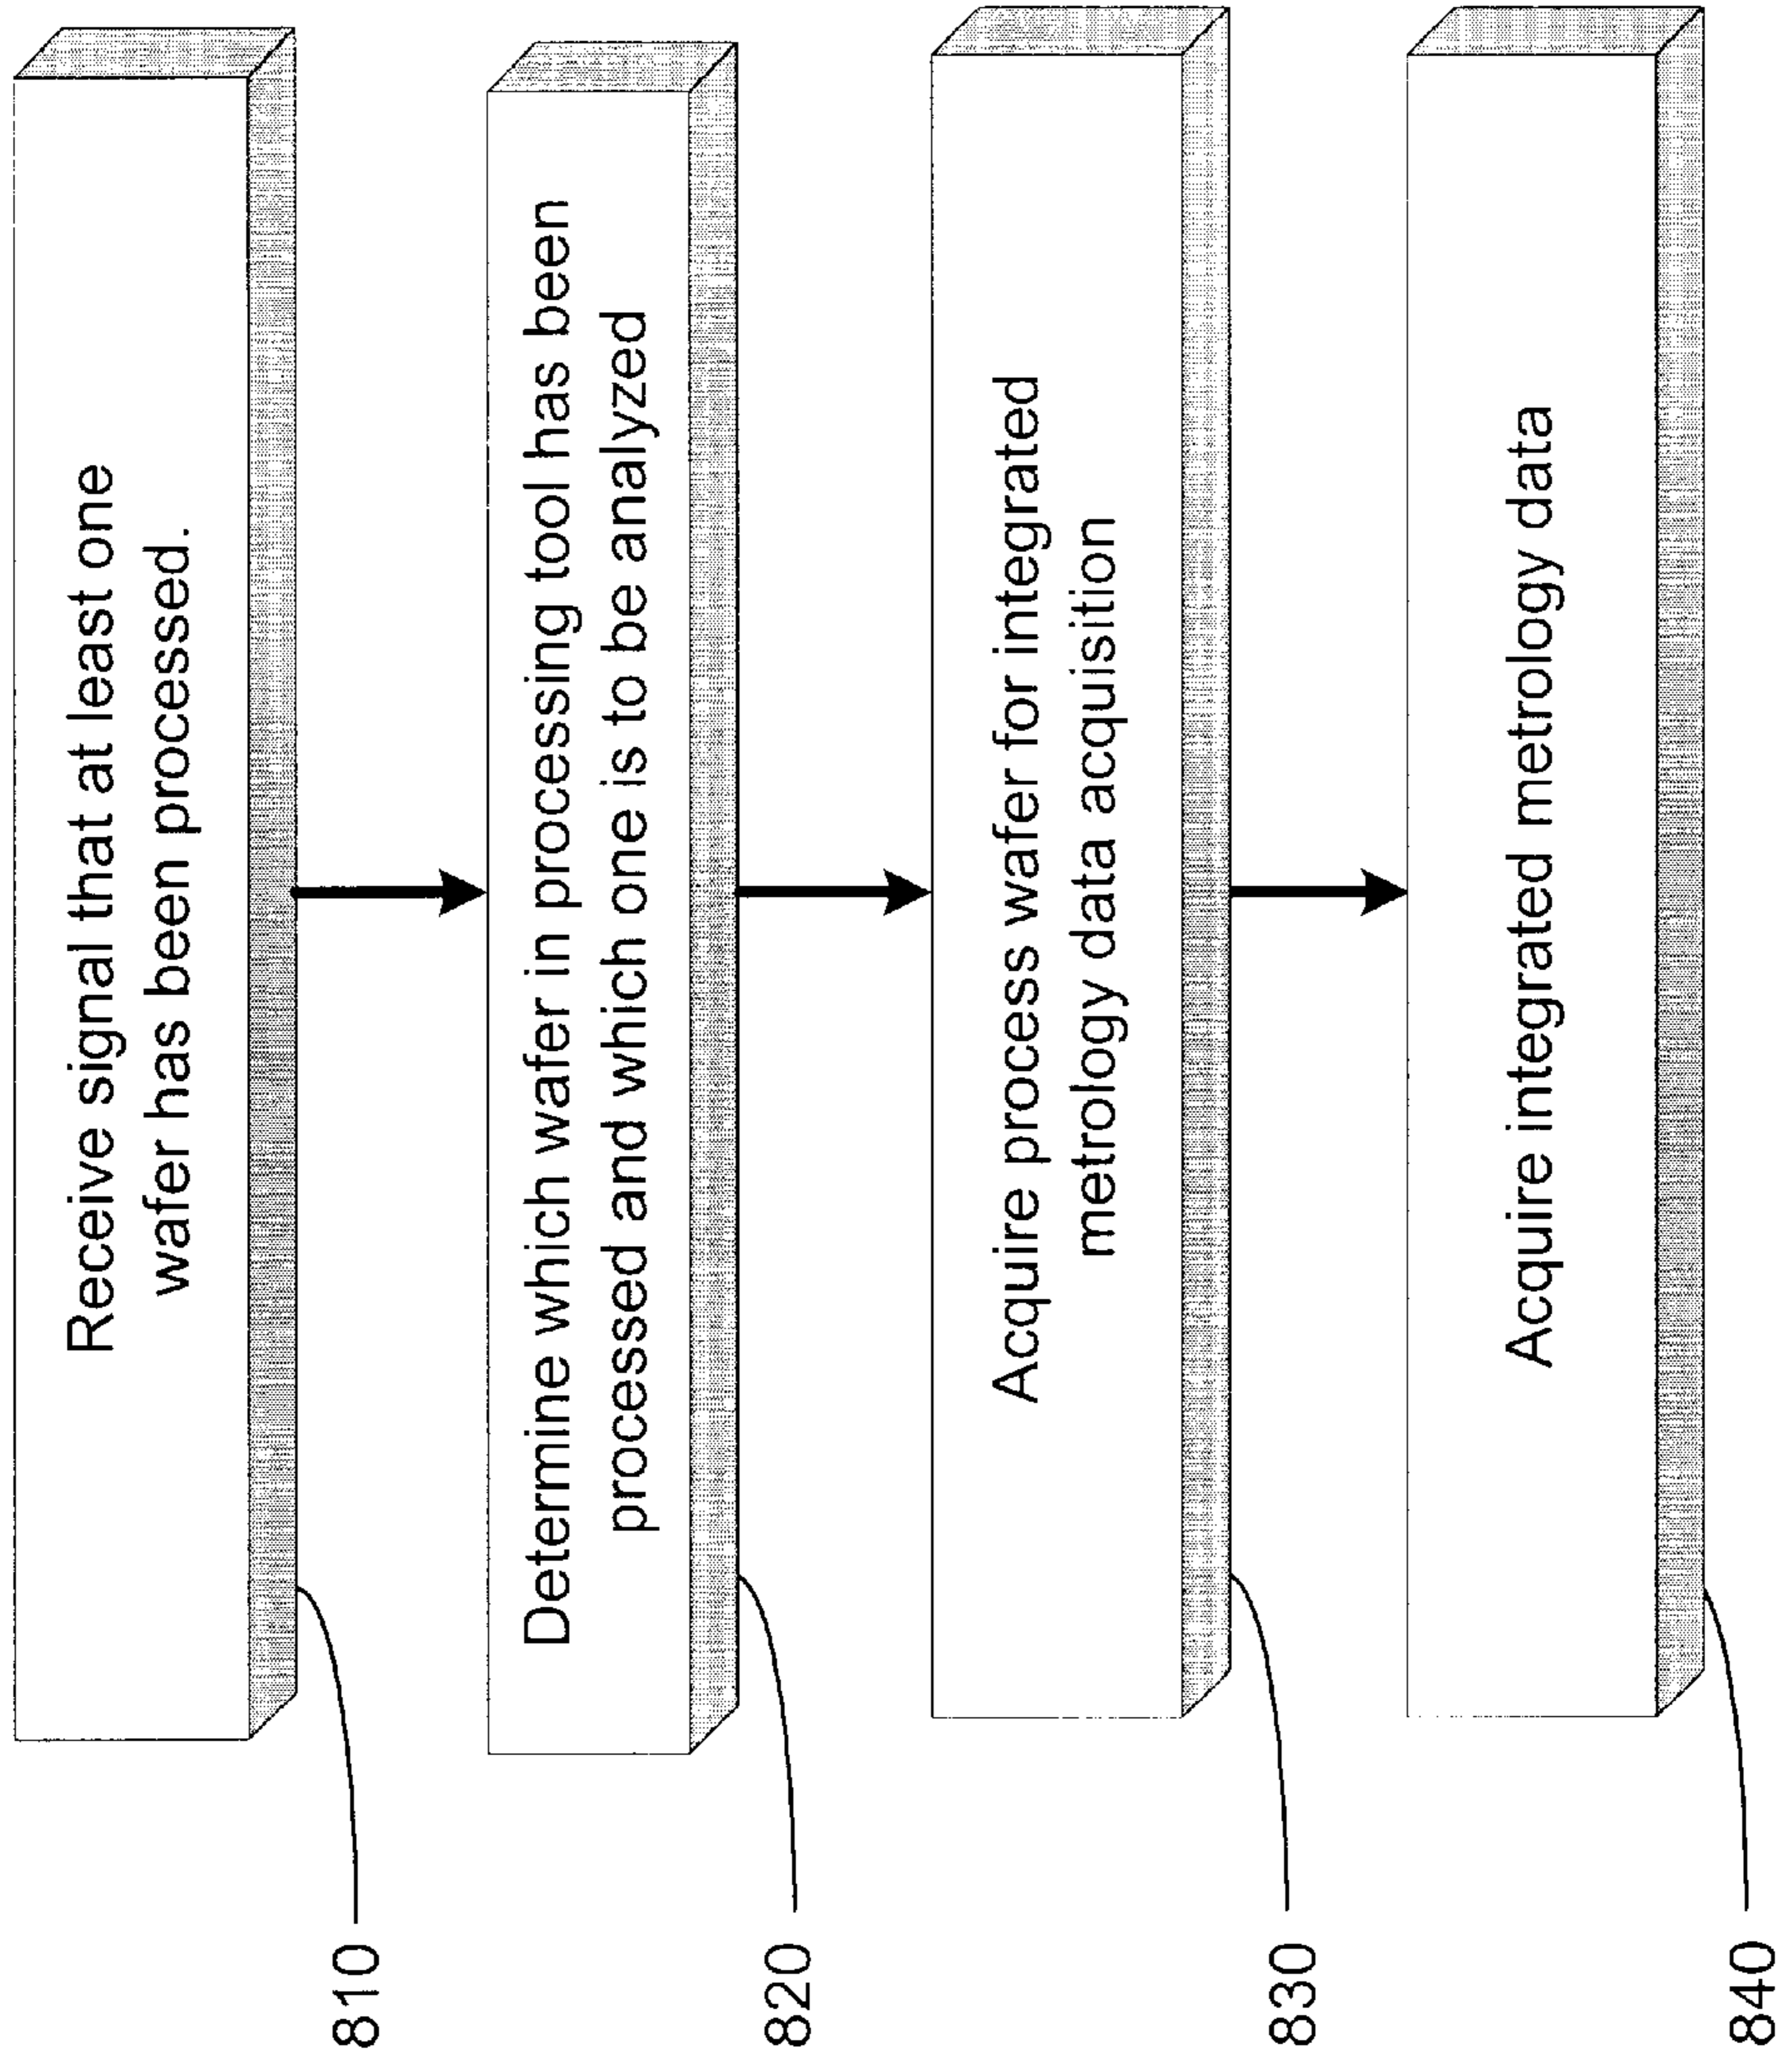 Receive signal that at least one
wafer has been processed.
810
Determine which wafer in processing tool has been
processed and which one is to be analyzed
820
Acquire process wafer for integrated
metrology data acquisition
830
Acquire integrated metrology data
840